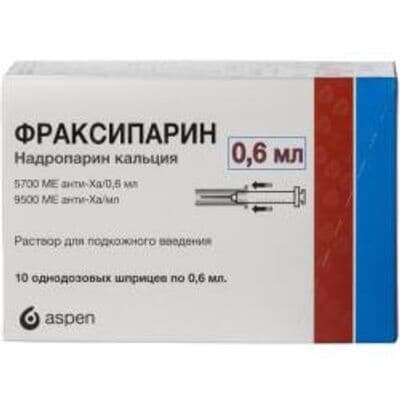 ФРАКСИПАРИН
Надропарин кальция
0,6 мл
5700 МЕ анти-Ха/0,6 мл
9500 МЕ анти-Ха/мл
Раствор для подкожного введения
10 однодозовых шприцев по 0,6 мл.
aspen